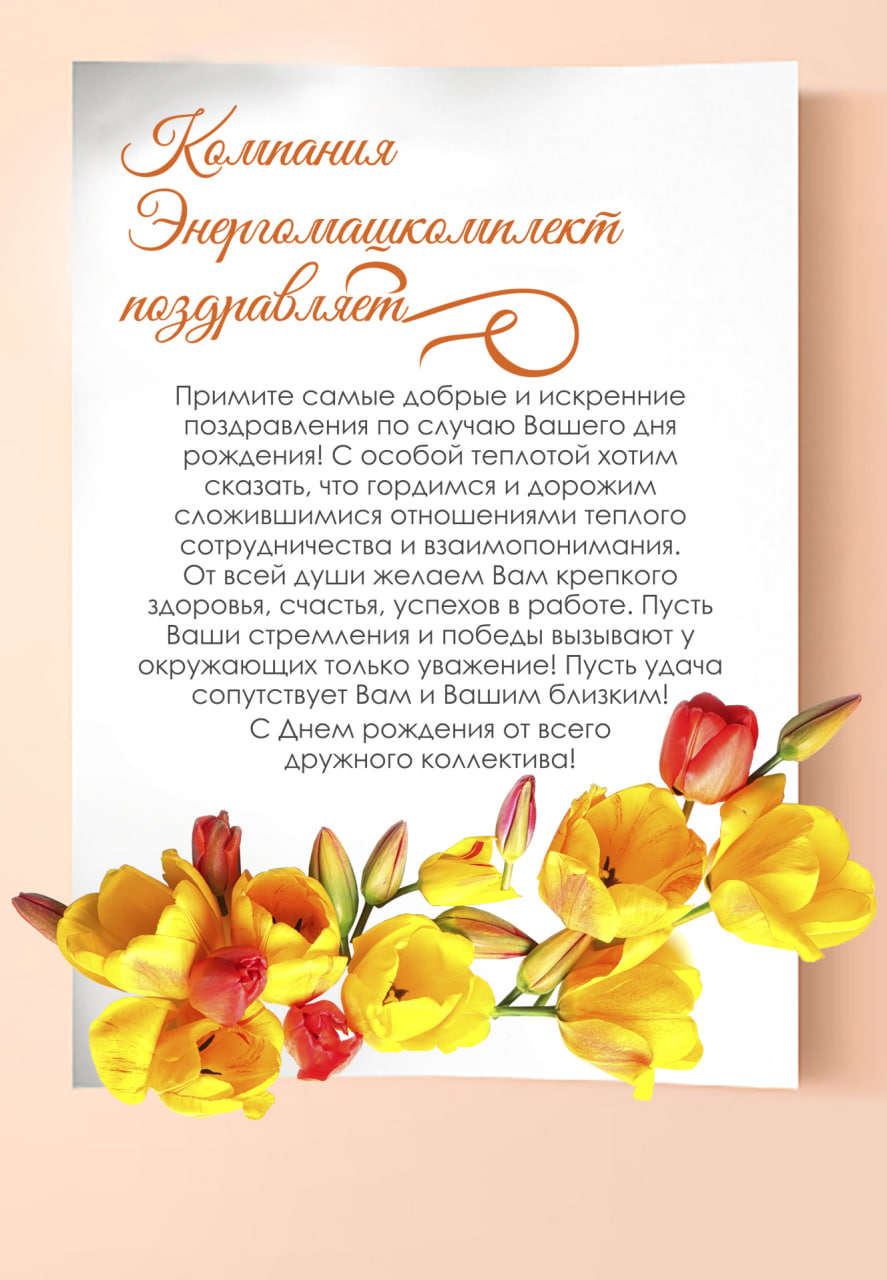 Компания
Энергомашкомплект
поздравляет
Примите самые добрые и искренние
поздравления по случаю Вашего дня
рождения! С особой теплотой хотим
сказать, что гордимся и дорожим
сложившимися отношениями теплого
сотрудничества и взаимопонимания.
От всей души желаем Вам крепкого
здоровья, счастья, успехов в работе. Пусть
Ваши стремления и победы вызывают у
окружающих только уважение! Пусть удача
сопутствует Вам и Вашим близким!
С Днем рождения от всего
дружного коллектива!